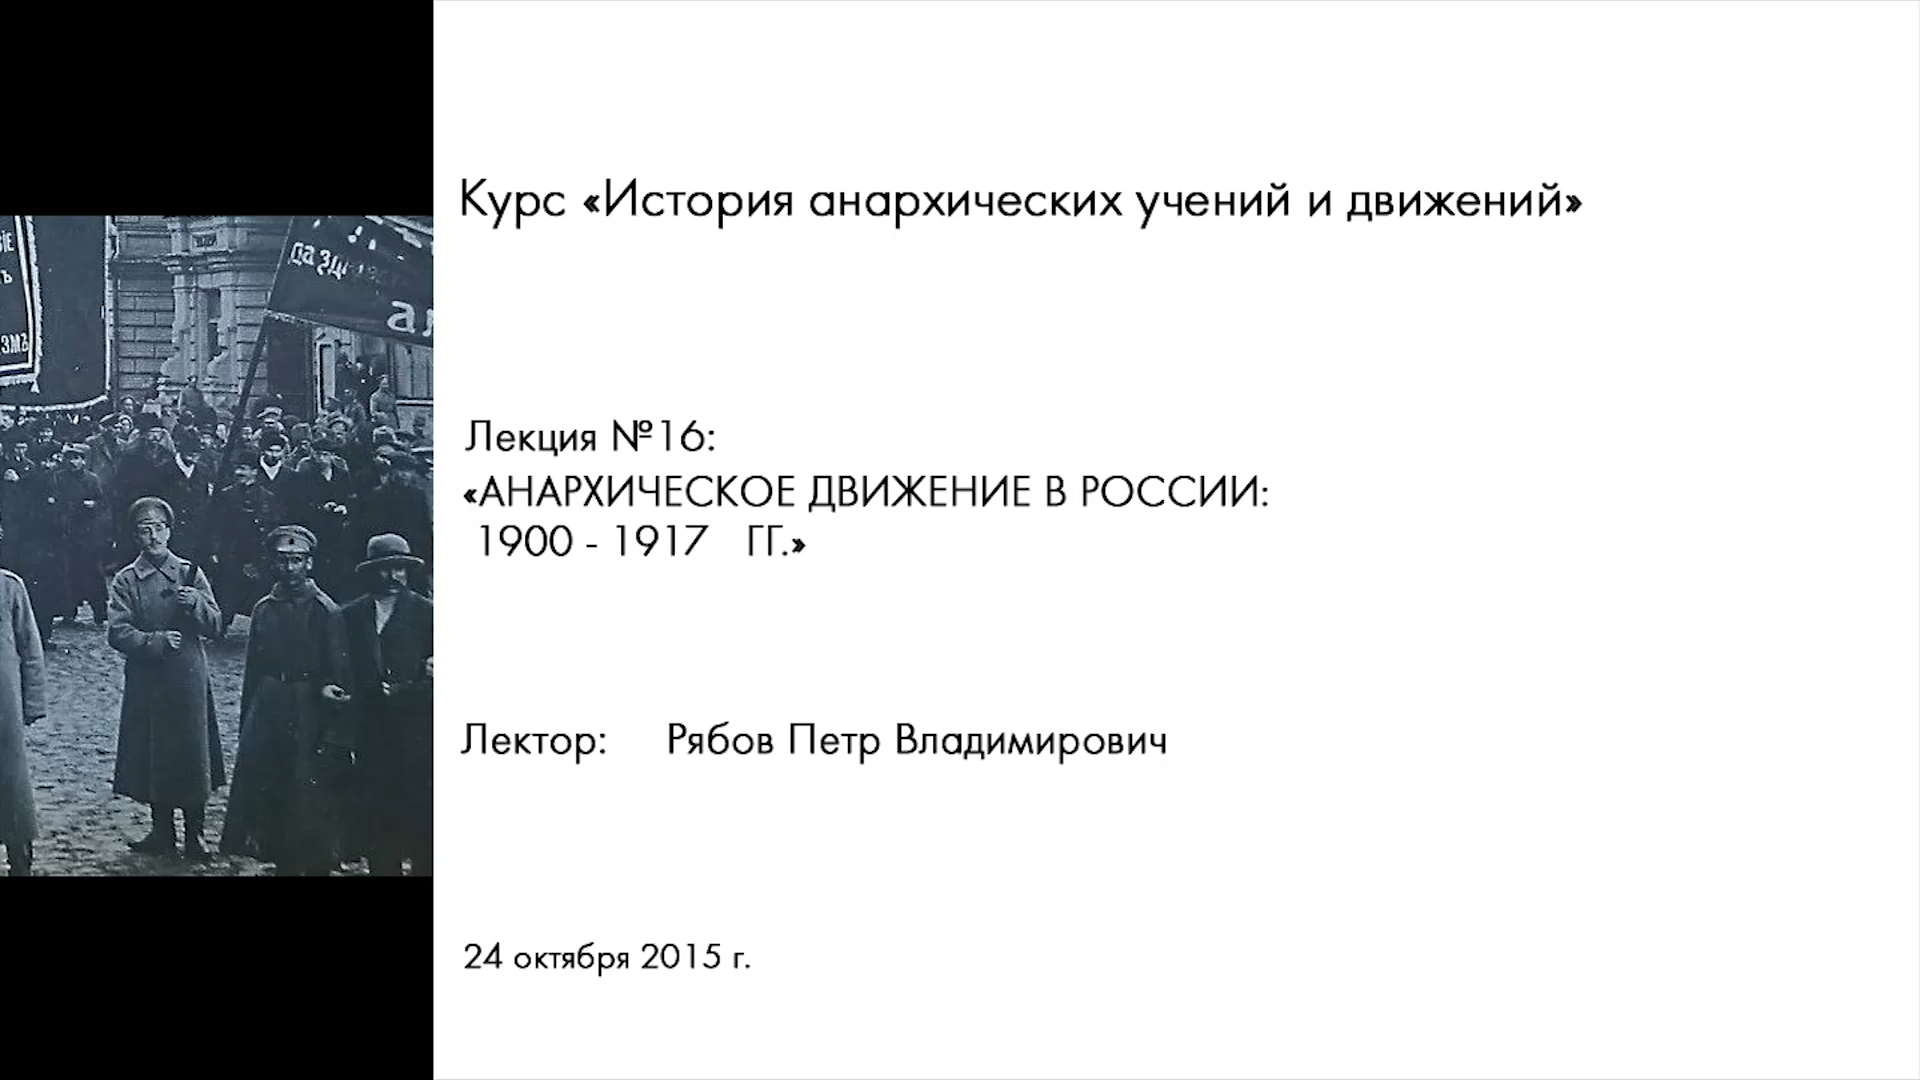 Курс «История анархических учений и движений»
Лекция №16:
«АНАРХИЧЕСКОЕ ДВИЖЕНИЕ В РОССИИ:
1900 - 1917 ГГ.»
Лектор: Рябов Петр Владимирович
24 октября 2015 г.